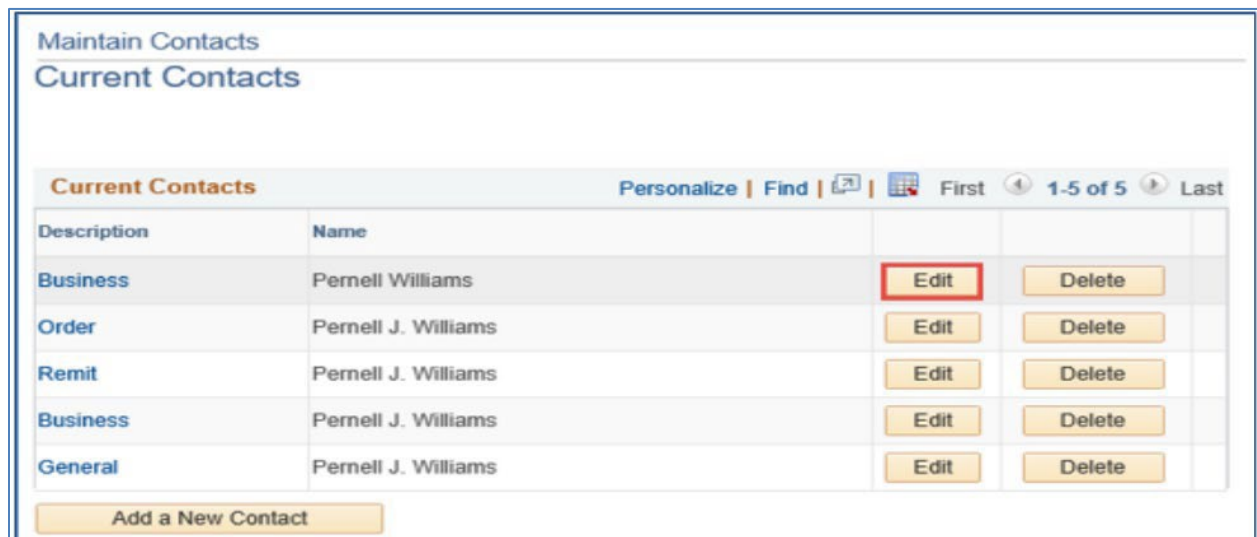 Maintain Contacts
Current Contacts
Current Contacts Personalize | Find | | First 1-5 of 5 Last
Description Name
Business Pernell Williams Edit Delete
Order Pernell J. Williams Edit Delete
Remit Pernell J. Williams Edit Delete
Business Pernell J. Williams Edit Delete
General Pernell J. Williams Edit Delete
Add a New Contact